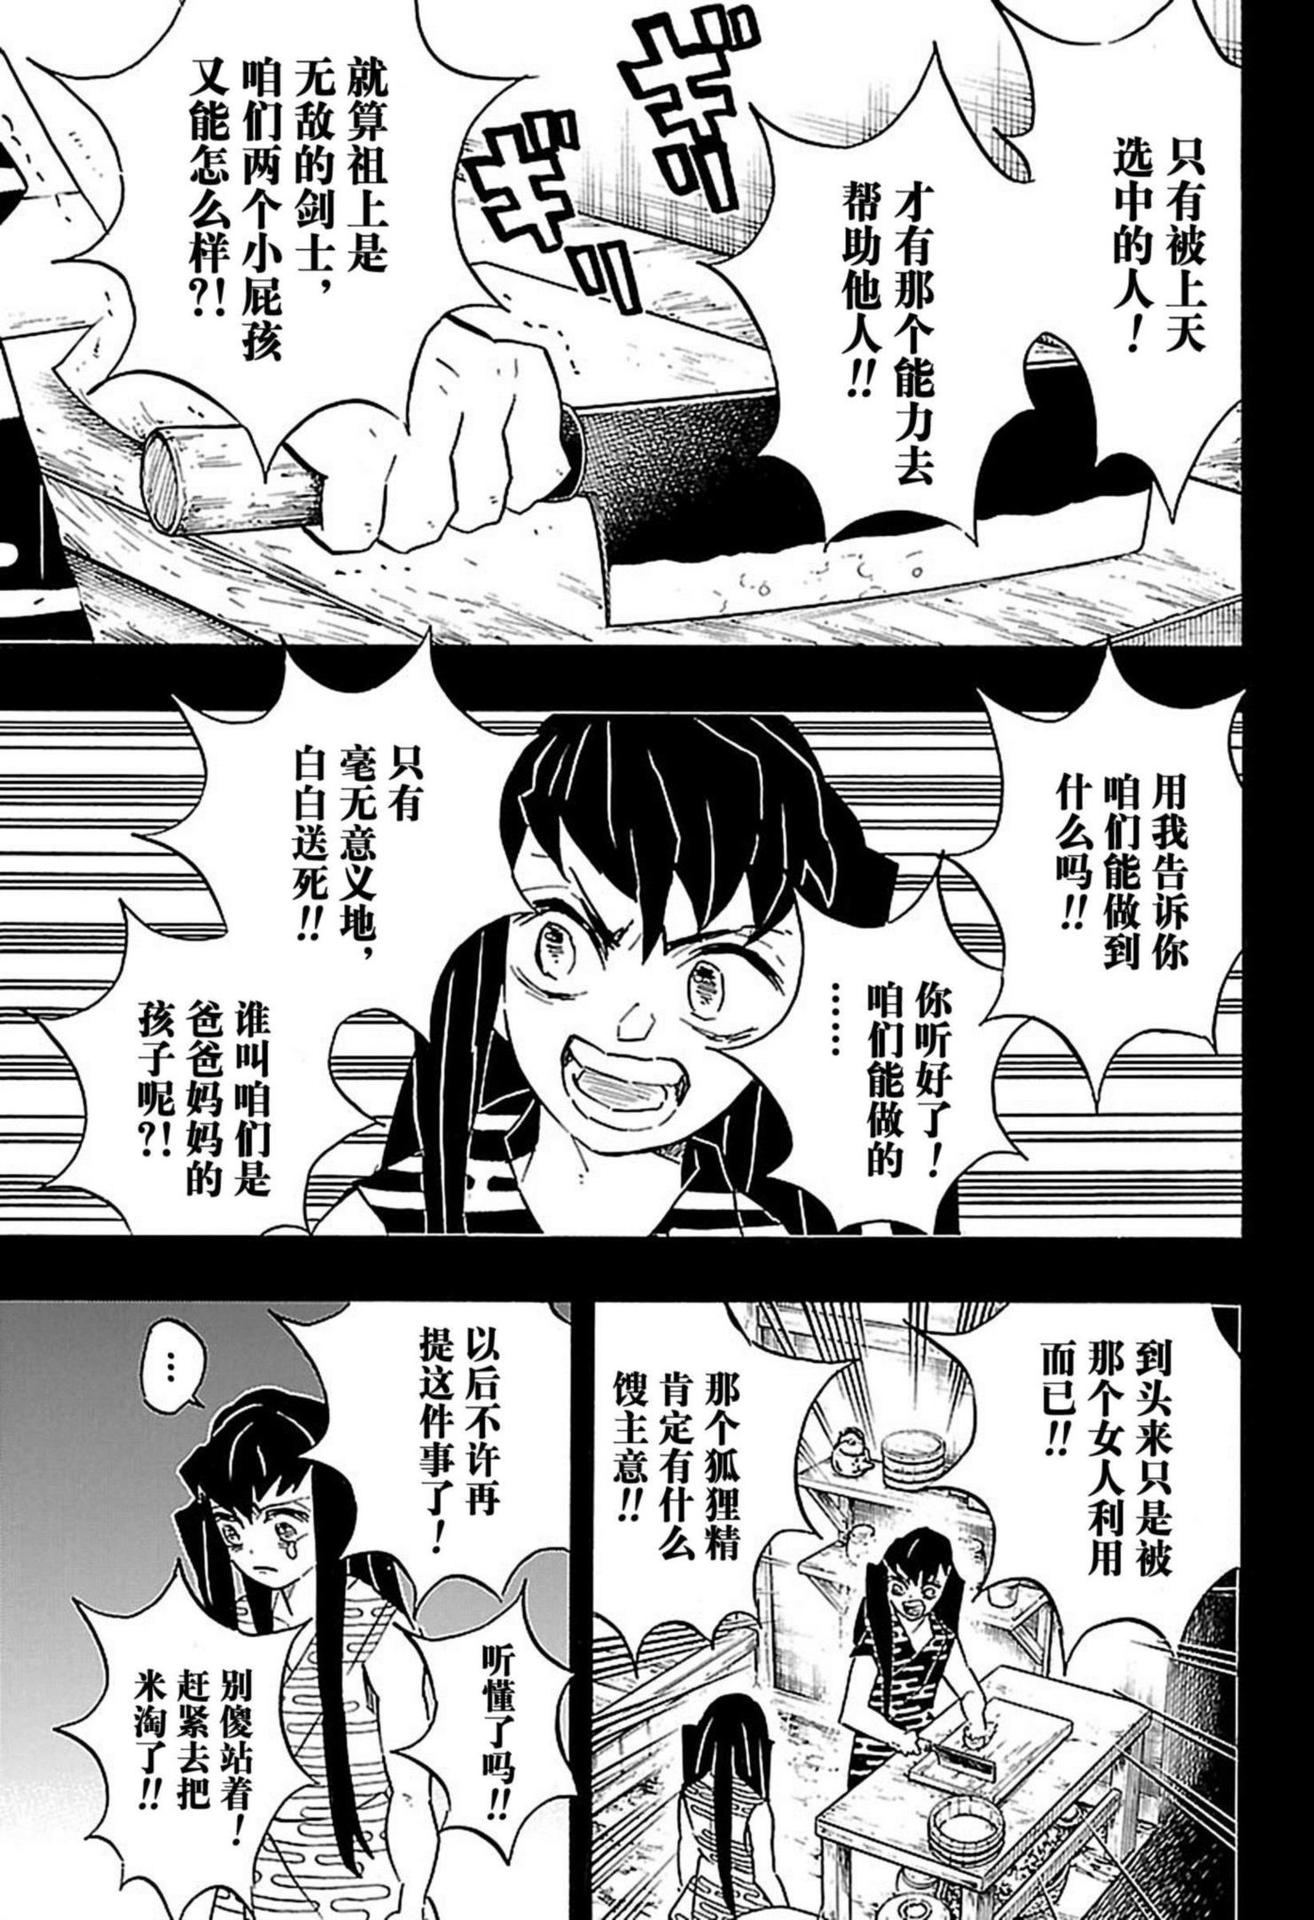 只有被上天
选中的人！
才有那个能力去
帮助他人!!
就算祖上是
无敌的剑士，
咱们两个小屁孩
又能怎么样?!
用我告诉你
咱们能做到
什么吗!!
你听好了！
咱们能做的
……
只有
毫无意义地，
白白送死!!
谁叫咱们是
爸爸妈妈的
孩子呢?!
到头来只是被
那个女人利用
而已!!
那个狐狸精
肯定有什么
馊主意!!
以后不许再
提这件事了！
听懂了吗!!
…
别傻站着！
赶紧去把
米淘了!!